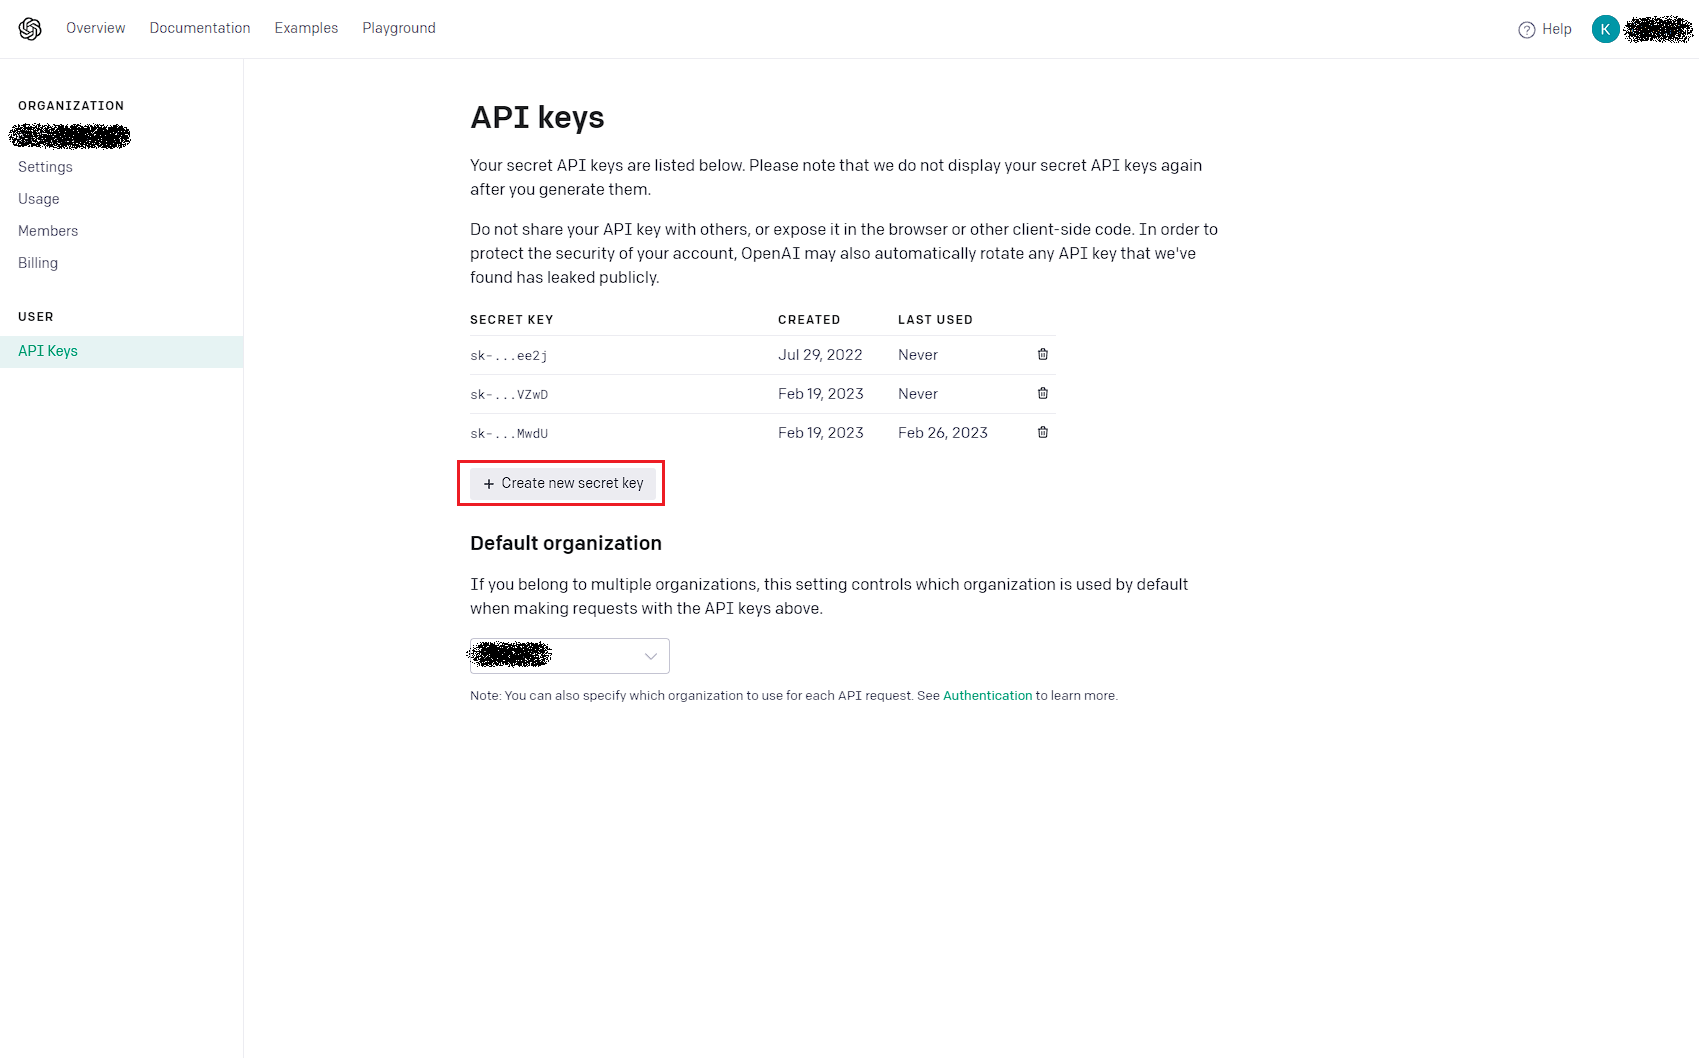 Overview Documentation Examples Playground
Help K
ORGANIZATION
Settings
Usage
Members
Billing
USER
API Keys
API keys
Your secret API keys are listed below. Please note that we do not display your secret API keys again
after you generate them.
Do not share your API key with others, or expose it in the browser or other client-side code. In order to
protect the security of your account, OpenAI may also automatically rotate any API key that we've
found has leaked publicly.
SECRET KEY CREATED LAST USED
sk-...ee2j Jul 29, 2022 Never
sk-...VZwD Feb 19, 2023 Never
sk-...MwdU Feb 19, 2023 Feb 26, 2023
+ Create new secret key
Default organization
If you belong to multiple organizations, this setting controls which organization is used by default
when making requests with the API keys above.
Note: You can also specify which organization to use for each API request. See Authentication to learn more.